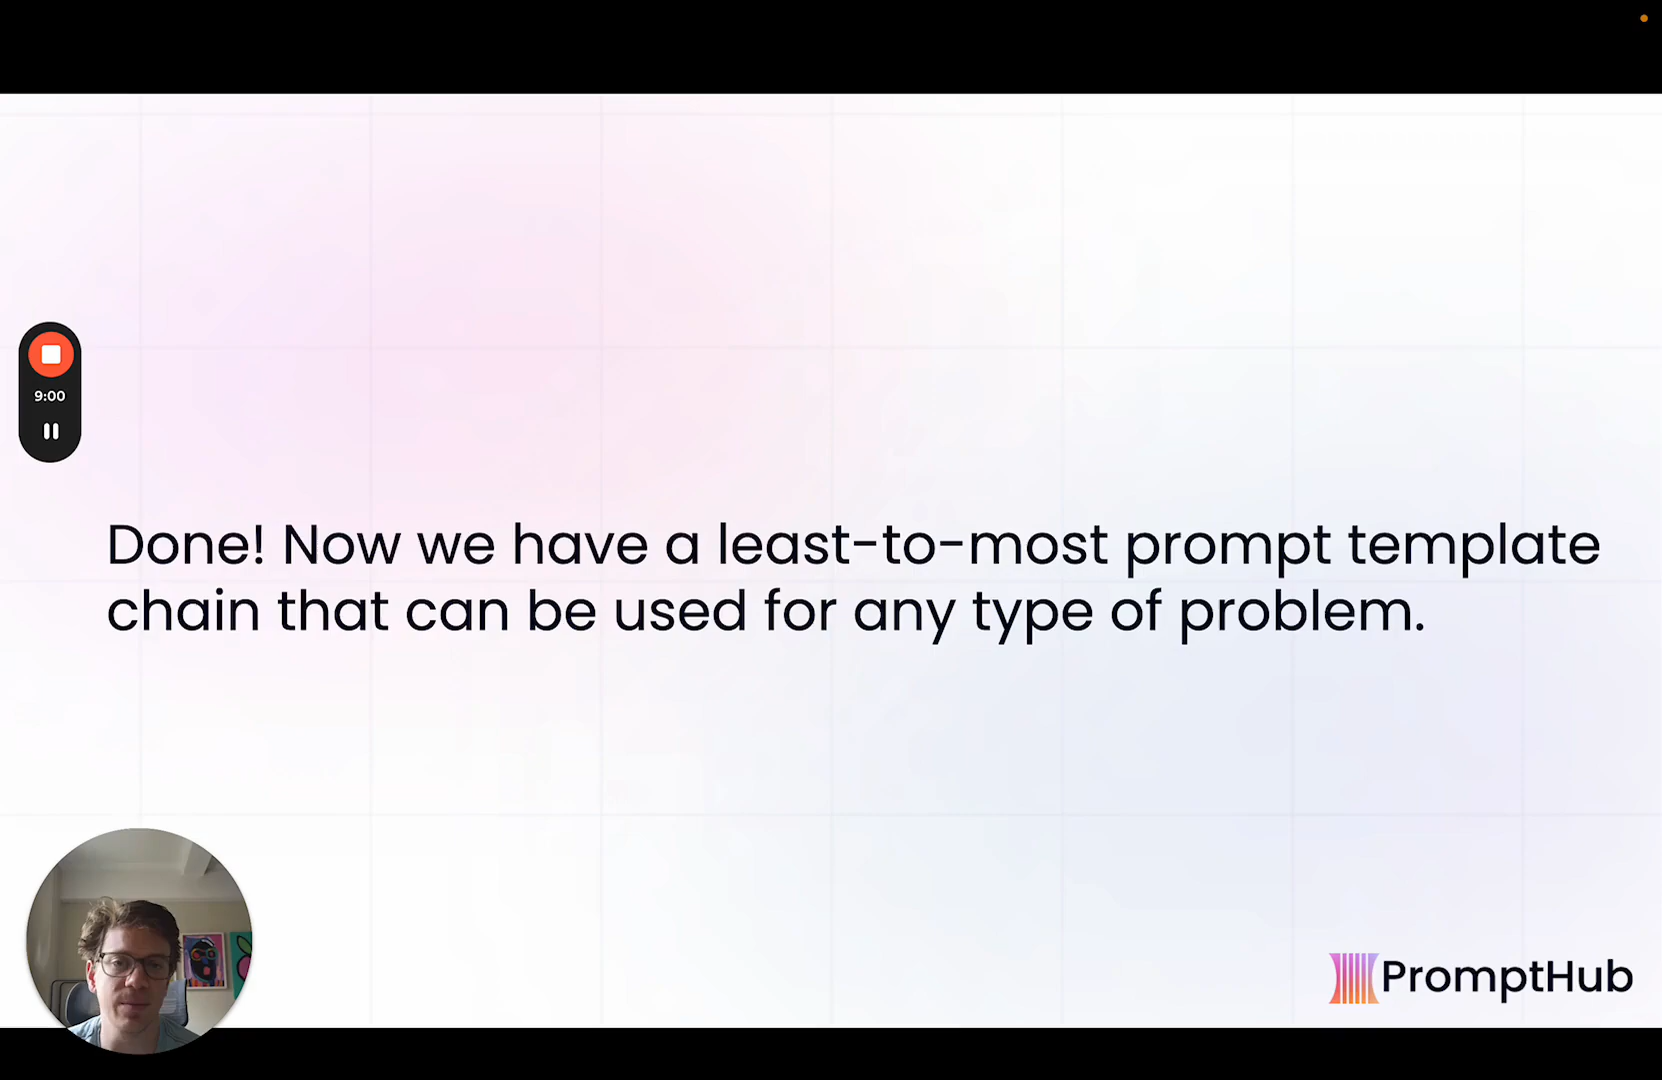 9:00
Done! Now we have a least-to-most prompt template
chain that can be used for any type of problem.
PromptHub